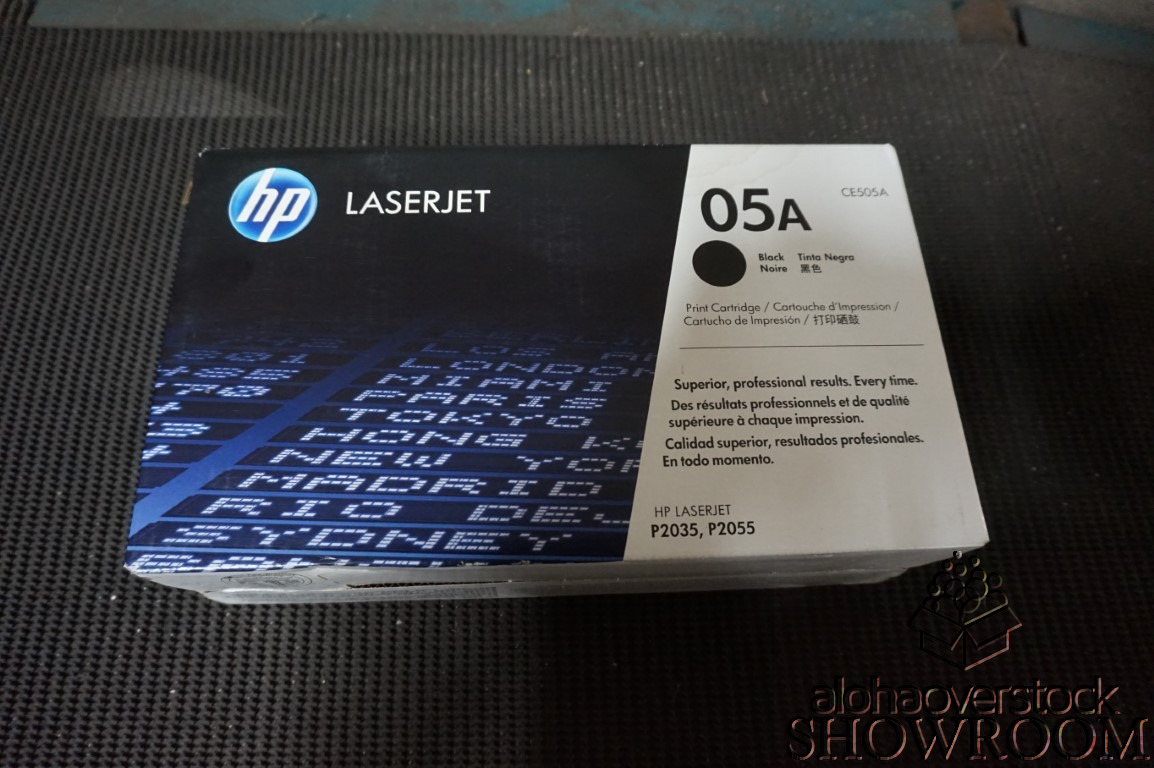 hp LASERJET
05A
CE505A
Black Tinta Negra
Noire 黑色
Print Cartridge / Cartouche d'Impression /
Cartucho de Impresión / 打印硒鼓
Superior, professional results. Every time.
Des résultats professionnels et de qualité
supérieure à chaque impression.
Calidad superior, resultados profesionales.
En todo momento.
HP LASERJET
P2035, P2055
LONDON
MIAMI
PARIS
TOKYO
HONG K
NEW YOR
MADRID
RIO DE
SYDNEY
alohaoverstock
SHOWROOM